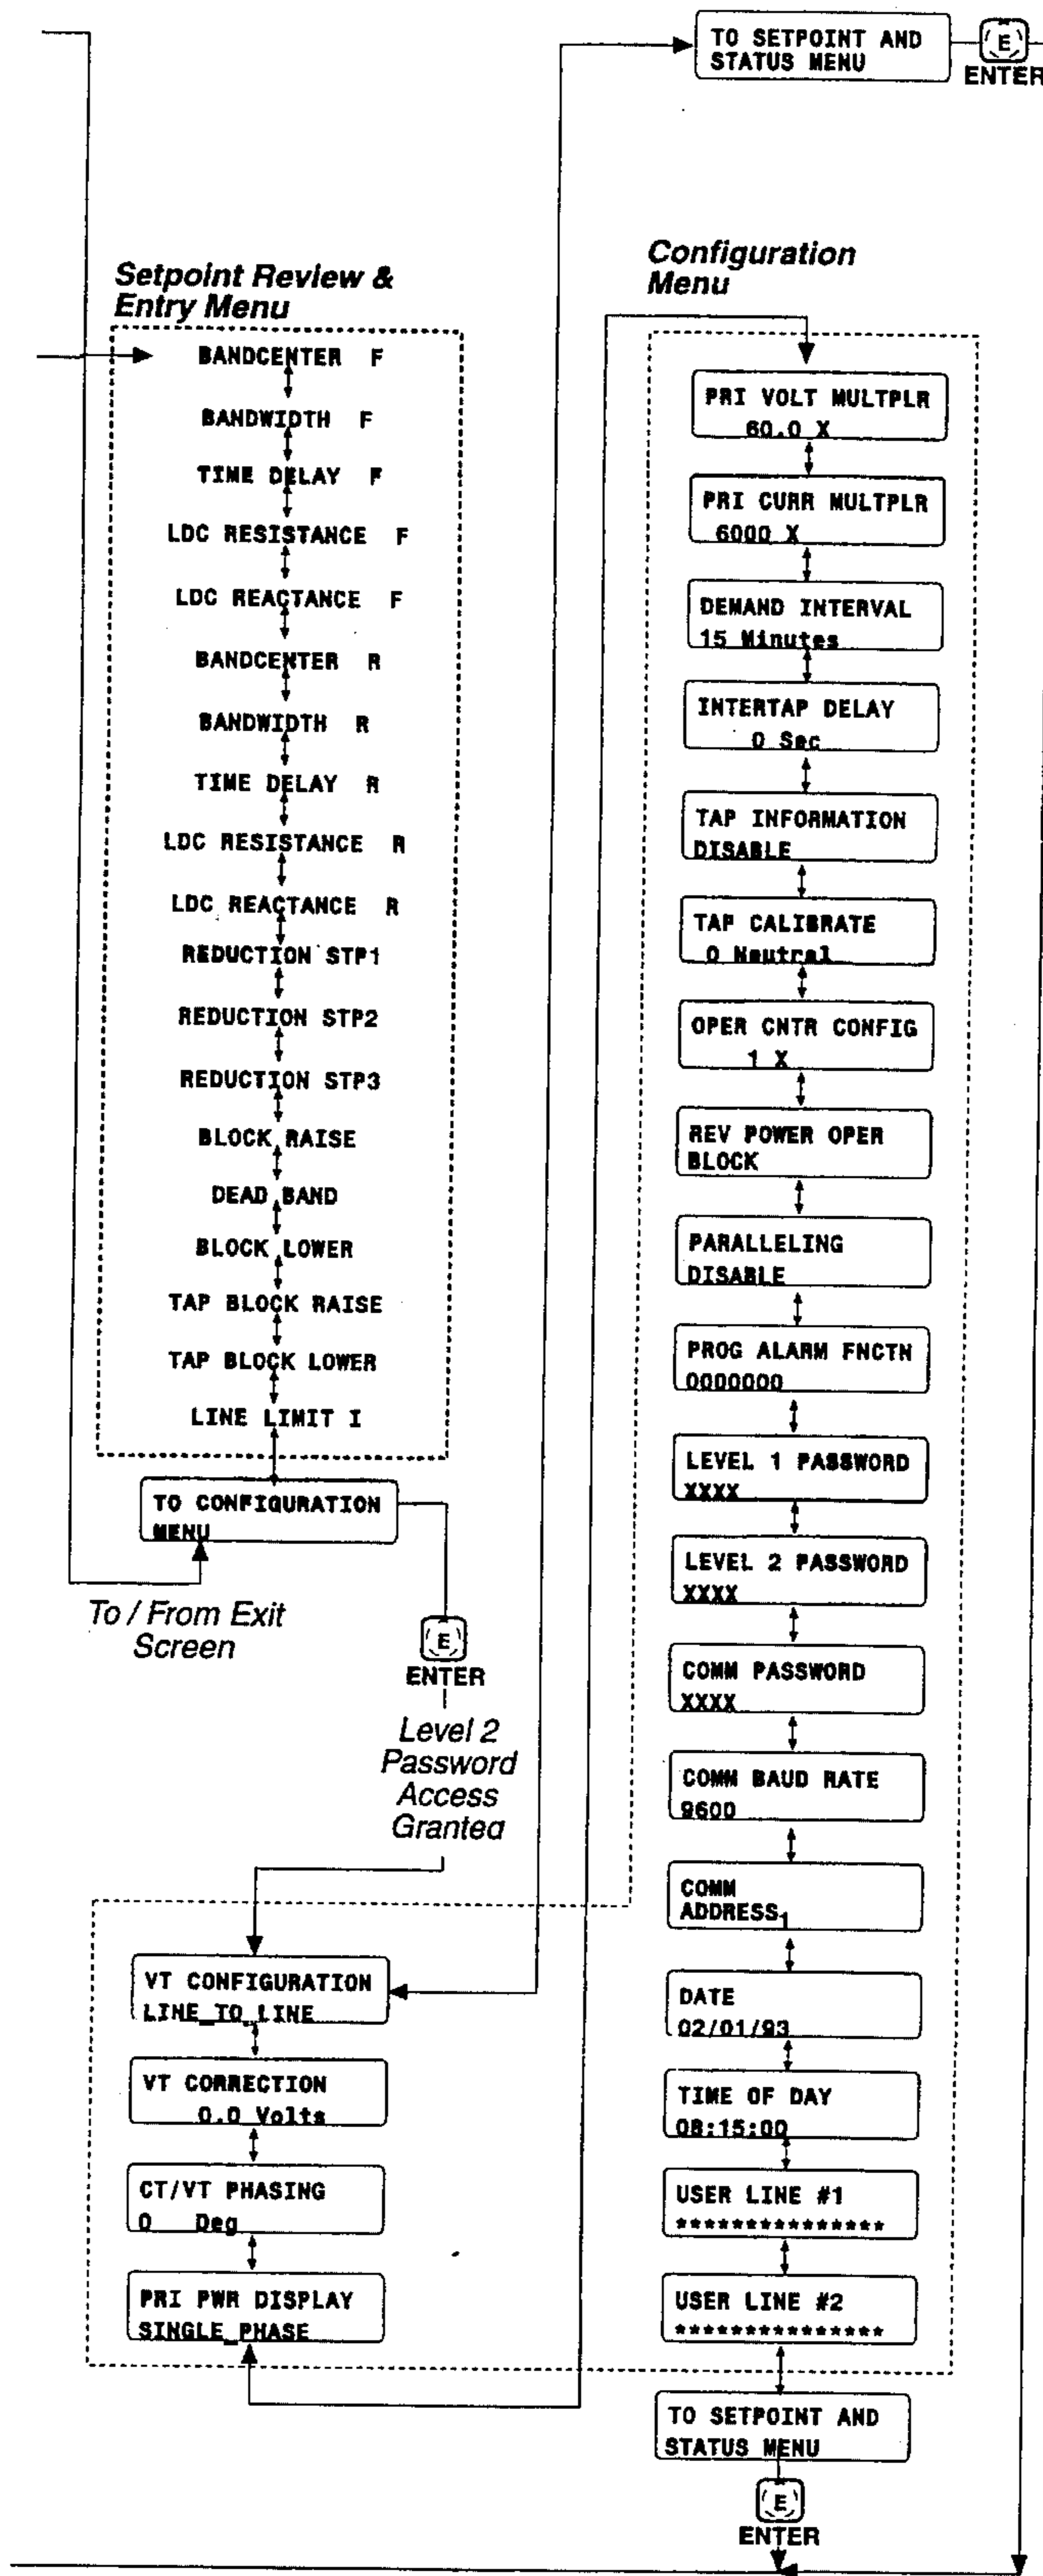 TO SETPOINT AND
STATUS MENU
E
ENTER
Setpoint Review &
Entry Menu
BANDCENTER F
BANDWIDTH F
TIME DELAY F
LDC RESISTANCE F
LDC REACTANCE F
BANDCENTER R
BANDWIDTH R
TIME DELAY R
LDC RESISTANCE R
LDC REACTANCE R
REDUCTION STP1
REDUCTION STP2
REDUCTION STP3
BLOCK RAISE
DEAD BAND
BLOCK LOWER
TAP BLOCK RAISE
TAP BLOCK LOWER
LINE LIMIT I
TO CONFIGURATION
MENU
To / From Exit
Screen
E
ENTER
Level 2
Password
Access
Granted
VT CONFIGURATION
LINE_TO_LINE
VT CORRECTION
0.0 Volts
CT/VT PHASING
0 Deg
PRI PWR DISPLAY
SINGLE_PHASE
Configuration
Menu
PRI VOLT MULTPLR
60.0 X
PRI CURR MULTPLR
6000 X
DEMAND INTERVAL
15 Minutes
INTERTAP DELAY
0 Sec
TAP INFORMATION
DISABLE
TAP CALIBRATE
0 Neutral
OPER CNTR CONFIG
1 X
REV POWER OPER
BLOCK
PARALLELING
DISABLE
PROG ALARM FNCTN
0000000
LEVEL 1 PASSWORD
XXXX
LEVEL 2 PASSWORD
XXXX
COMM PASSWORD
XXXX
COMM BAUD RATE
9600
COMM
ADDRESS 1
DATE
02/01/93
TIME OF DAY
08:15:00
USER LINE #1
***************
USER LINE #2
***************
TO SETPOINT AND
STATUS MENU
E
ENTER